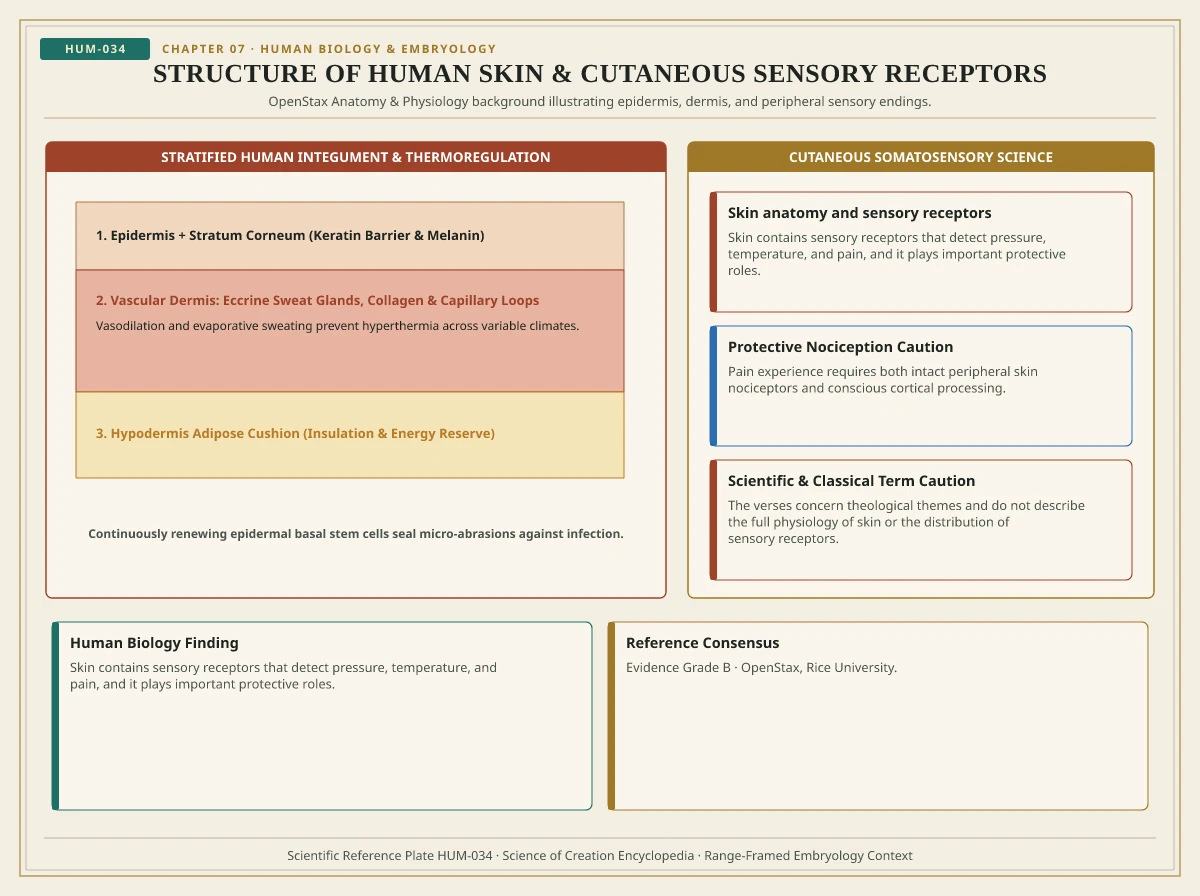 HUM-034
CHAPTER 07 · HUMAN BIOLOGY & EMBRYOLOGY
STRUCTURE OF HUMAN SKIN & CUTANEOUS SENSORY RECEPTORS
OpenStax Anatomy & Physiology background illustrating epidermis, dermis, and peripheral sensory endings.
STRATIFIED HUMAN INTEGUMENT & THERMOREGULATION
1. Epidermis + Stratum Corneum (Keratin Barrier & Melanin)
2. Vascular Dermis: Eccrine Sweat Glands, Collagen & Capillary Loops
Vasodilation and evaporative sweating prevent hyperthermia across variable climates.
3. Hypodermis Adipose Cushion (Insulation & Energy Reserve)
Continuously renewing epidermal basal stem cells seal micro-abrasions against infection.
CUTANEOUS SOMATOSENSORY SCIENCE
Skin anatomy and sensory receptors
Skin contains sensory receptors that detect pressure,
temperature, and pain, and it plays important protective
roles.
Protective Nociception Caution
Pain experience requires both intact peripheral skin
nociceptors and conscious cortical processing.
Scientific & Classical Term Caution
The verses concern theological themes and do not describe
the full physiology of skin or the distribution of
sensory receptors.
Human Biology Finding
Skin contains sensory receptors that detect pressure, temperature, and
pain, and it plays important protective roles.
Reference Consensus
Evidence Grade B · OpenStax, Rice University.
Scientific Reference Plate HUM-034 · Science of Creation Encyclopedia · Range-Framed Embryology Context